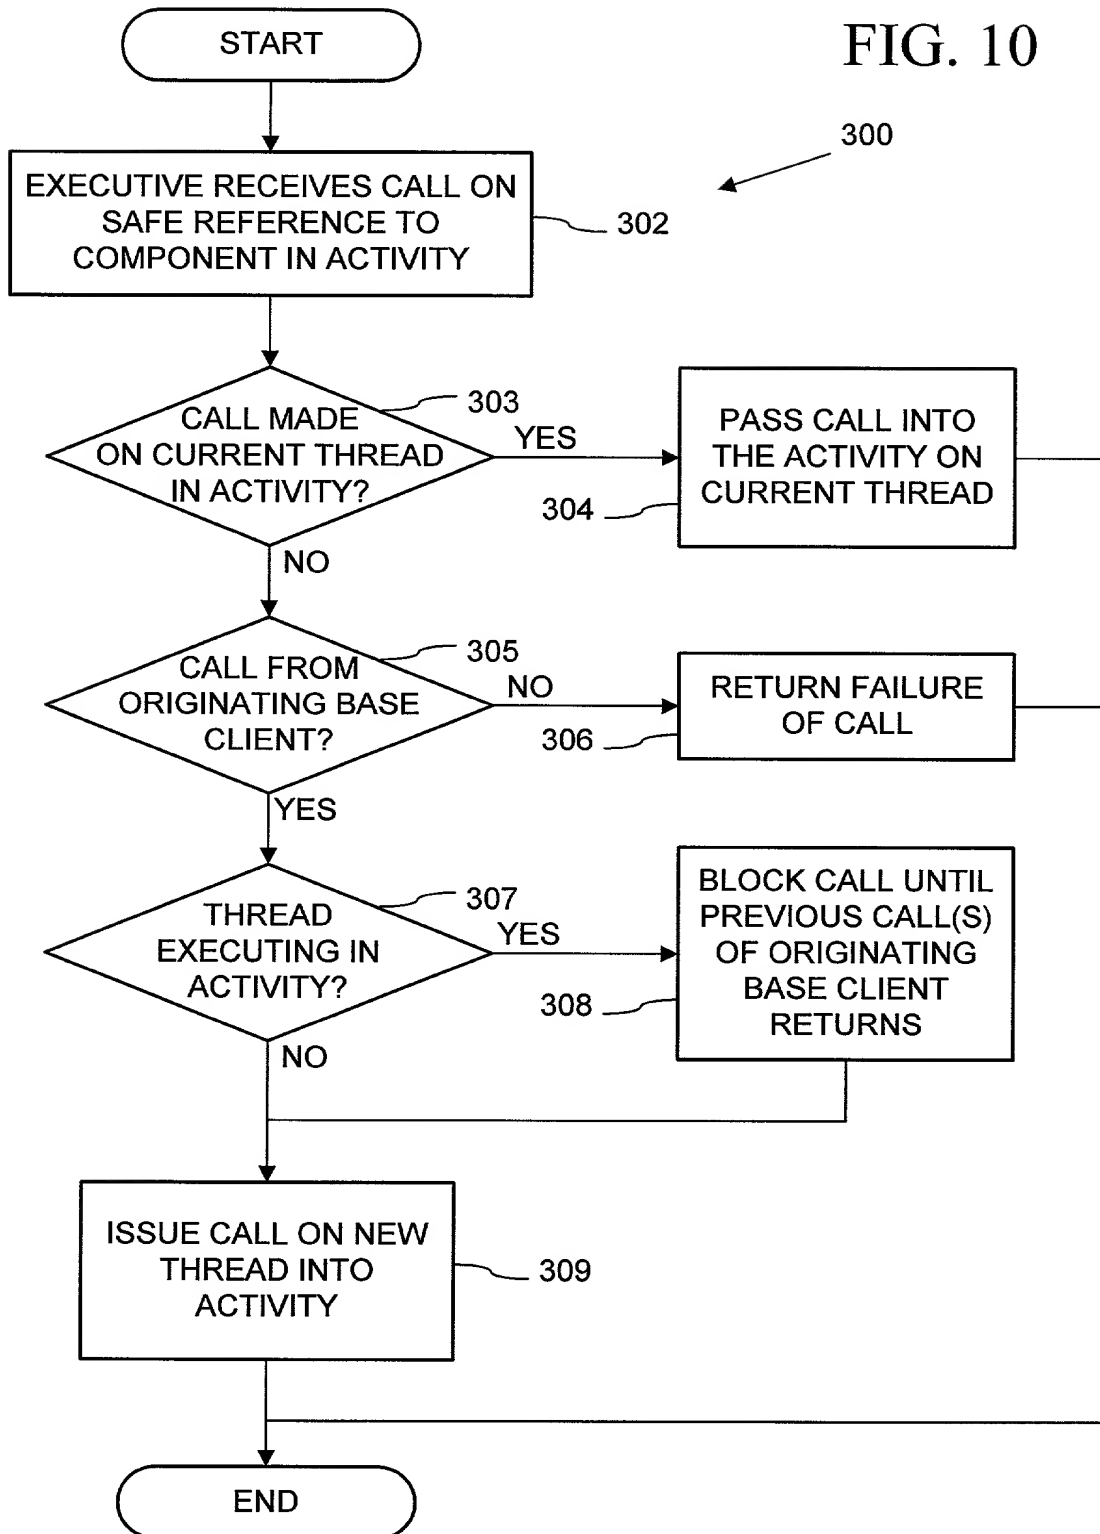 START
FIG. 10
300
EXECUTIVE RECEIVES CALL ON
SAFE REFERENCE TO
COMPONENT IN ACTIVITY
302
CALL MADE
ON CURRENT THREAD
IN ACTIVITY?
303
YES
PASS CALL INTO
THE ACTIVITY ON
CURRENT THREAD
304
NO
CALL FROM
ORIGINATING BASE
CLIENT?
305
NO
RETURN FAILURE
OF CALL
306
YES
THREAD
EXECUTING IN
ACTIVITY?
307
YES
BLOCK CALL UNTIL
PREVIOUS CALL(S)
OF ORIGINATING
BASE CLIENT
RETURNS
308
NO
ISSUE CALL ON NEW
THREAD INTO
ACTIVITY
309
END